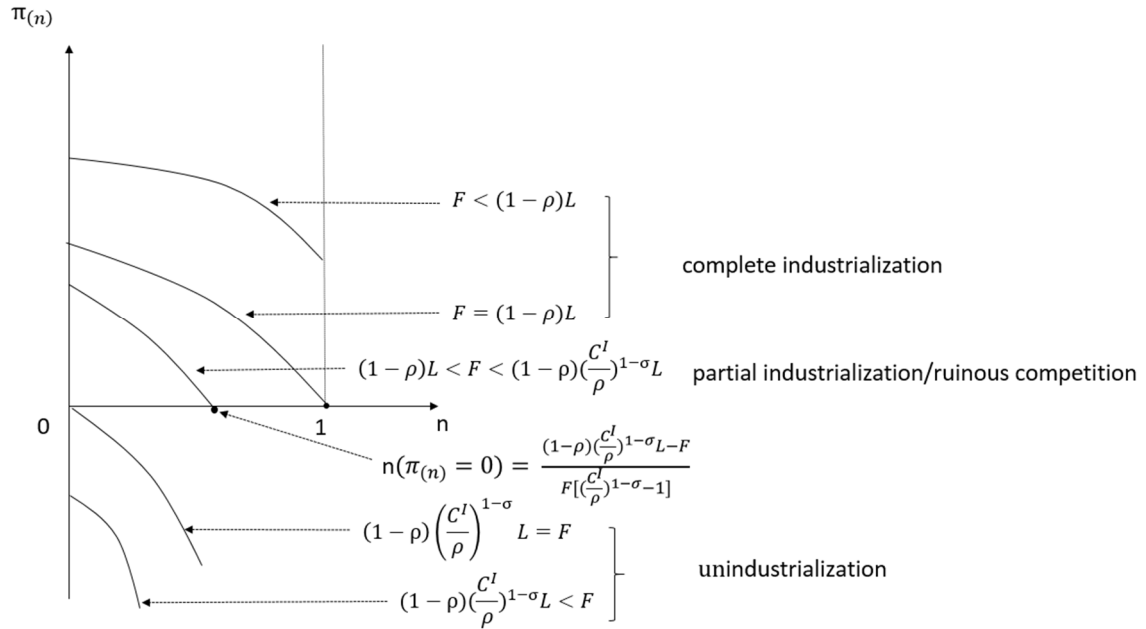 π₍ₙ₎
F < (1 − ρ)L
complete industrialization
F = (1 − ρ)L
(1 − ρ)L < F < (1 − ρ)(C^I/ρ)^{1−σ}L partial industrialization/ruinous competition
0 1 n
n(π₍ₙ₎ = 0) = ((1−ρ)(C^I/ρ)^{1−σ}L−F)/(F[(C^I/ρ)^{1−σ}−1])
(1 − ρ)(C^I/ρ)^{1−σ} L = F
unindustrialization
(1 − ρ)(C^I/ρ)^{1−σ}L < F